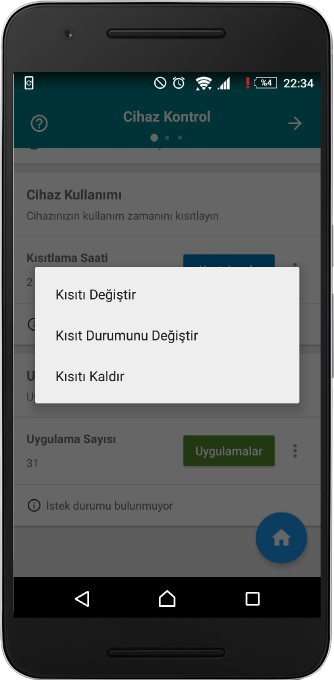 %4 22:34
Cihaz Kontrol
Cihaz Kullanımı
Cihazınızın kullanım zamanını kısıtlayın
Kısıtlama Saati
2
Kısıtı Değiştir
Kısıt Durumunu Değiştir
Kısıtı Kaldır
Uygulama Sayısı
31
Uygulamalar
İstek durumu bulunmuyor